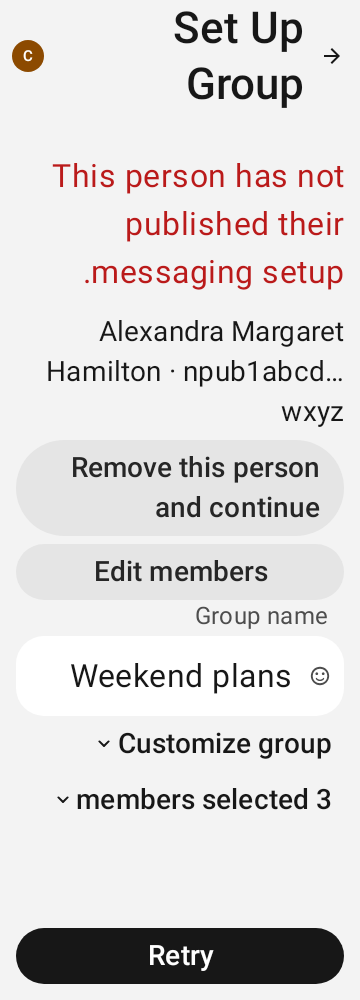 C
Set Up
Group
This person has not
published their
.messaging setup
Alexandra Margaret
Hamilton · npub1abcd…
wxyz
Remove this person
and continue
Edit members
Group name
Weekend plans
Customize group
members selected 3
Retry